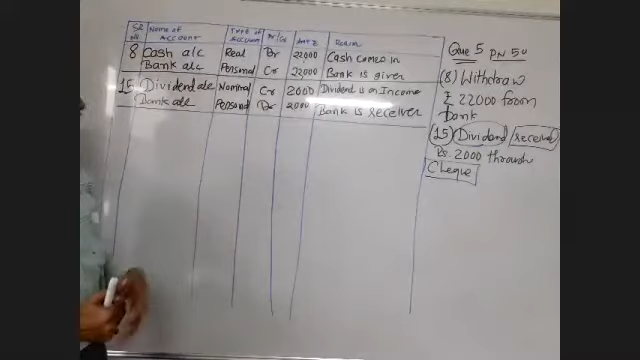 SR NO. Name of Account Type of Account Dr/Cr AMT ₹ Reason
8 Cash a/c Real Dr 22000 Cash comes in
Bank a/c Personal Cr 22000 Bank is giver
15 Dividend a/c Nominal Cr 2000 Dividend is an Income
Bank a/c Personal Dr 2000 Bank is receiver
Que 5 PN 54
(8) Withdraw
₹ 22000 from
Bank
(15) Dividend received
Rs. 2000 through
Cheque